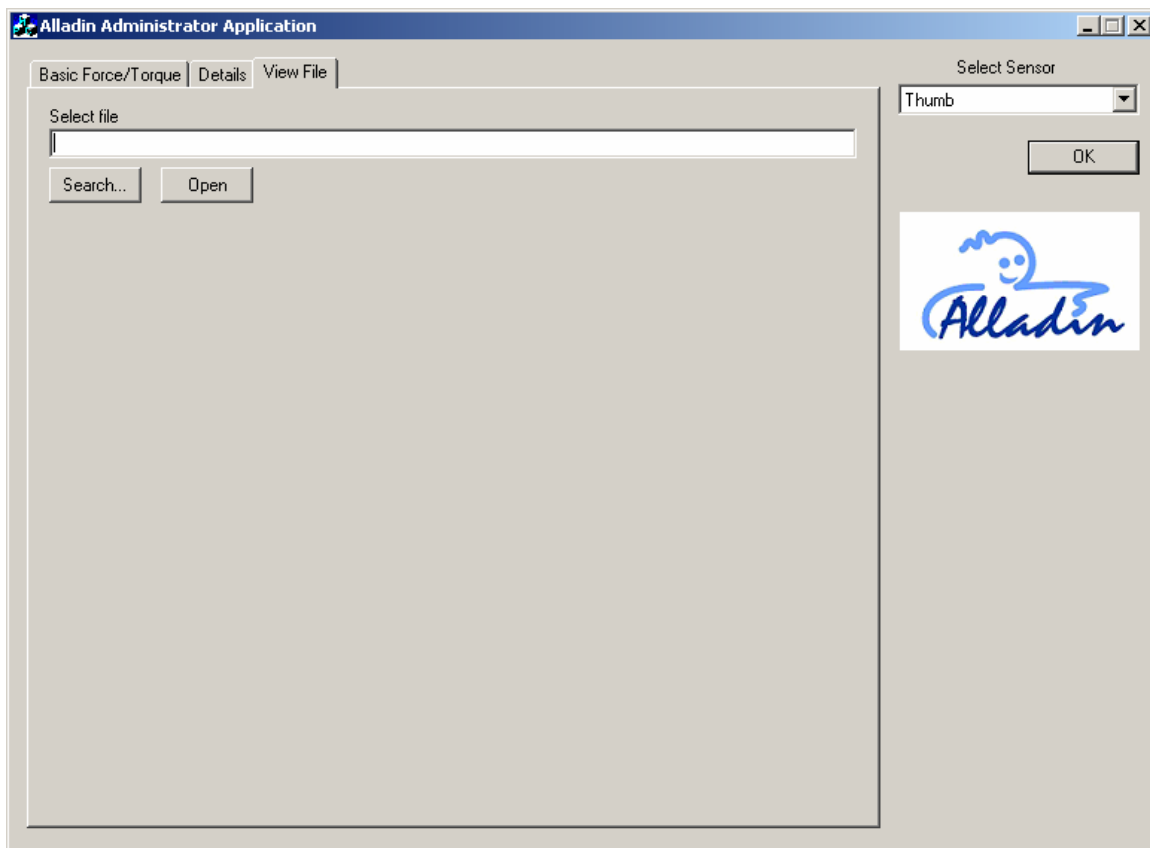 Alladin Administrator Application
Basic Force/Torque Details View File
Select file
Search... Open
Select Sensor
Thumb
OK
Alladin